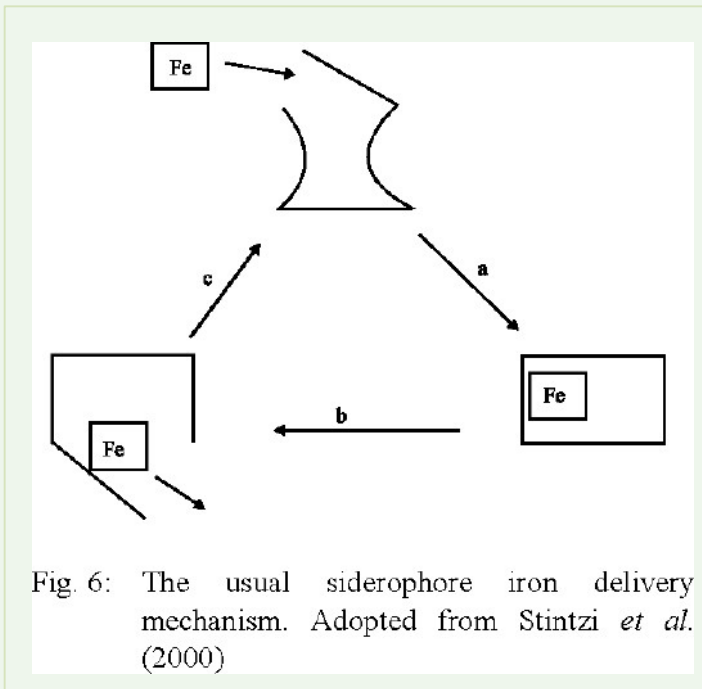 Fe
a
c
Fe
b
Fe
Fig. 6: The usual siderophore iron delivery
mechanism. Adopted from Stintzi et al.
(2000)